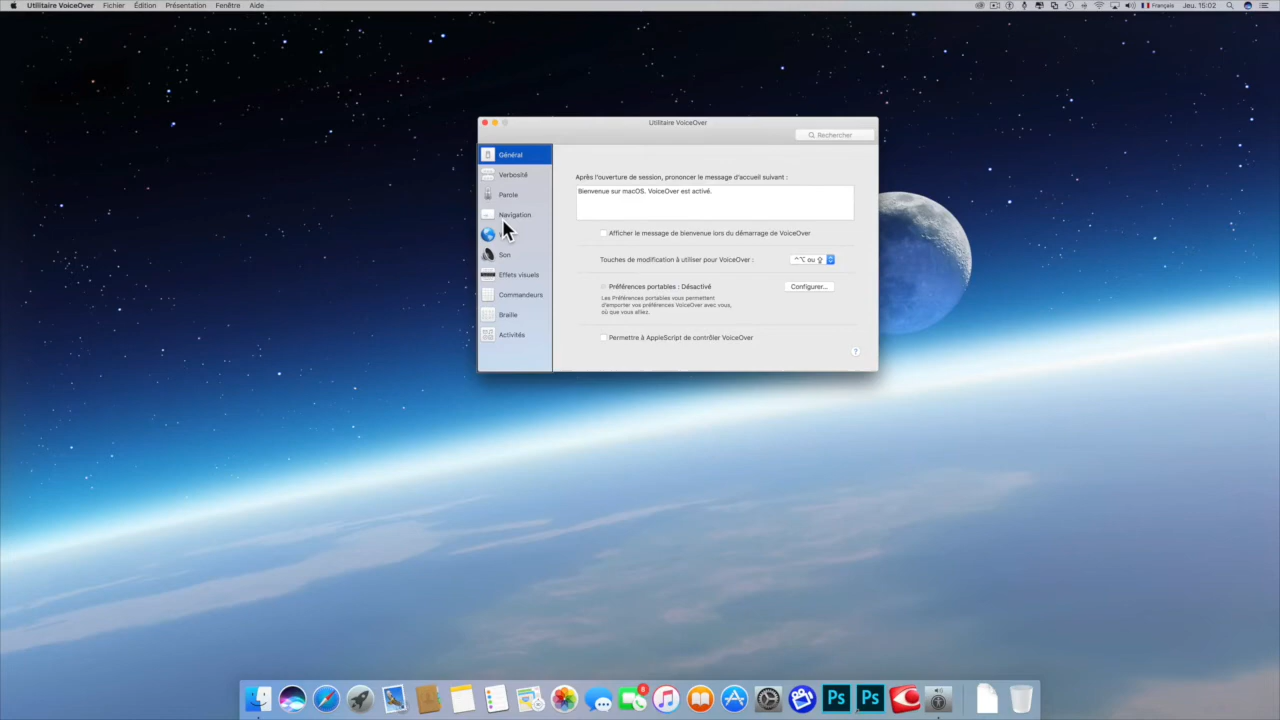 Utilitaire VoiceOver Fichier Édition Présentation Fenêtre Aide
Français Jeu. 15:02
Utilitaire VoiceOver
Rechercher
Général
Verbosité
Parole
Navigation
Son
Effets visuels
Commandeurs
Braille
Activités
Après l'ouverture de session, prononcer le message d'accueil suivant :
Bienvenue sur macOS. VoiceOver est activé.
Afficher le message de bienvenue lors du démarrage de VoiceOver
Touches de modification à utiliser pour VoiceOver : ⌃⌥ ou ⇪
Préférences portables : Désactivé Configurer...
Les Préférences portables vous permettent
d'emporter vos préférences VoiceOver avec vous,
où que vous alliez.
Permettre à AppleScript de contrôler VoiceOver
?
Ps Ps